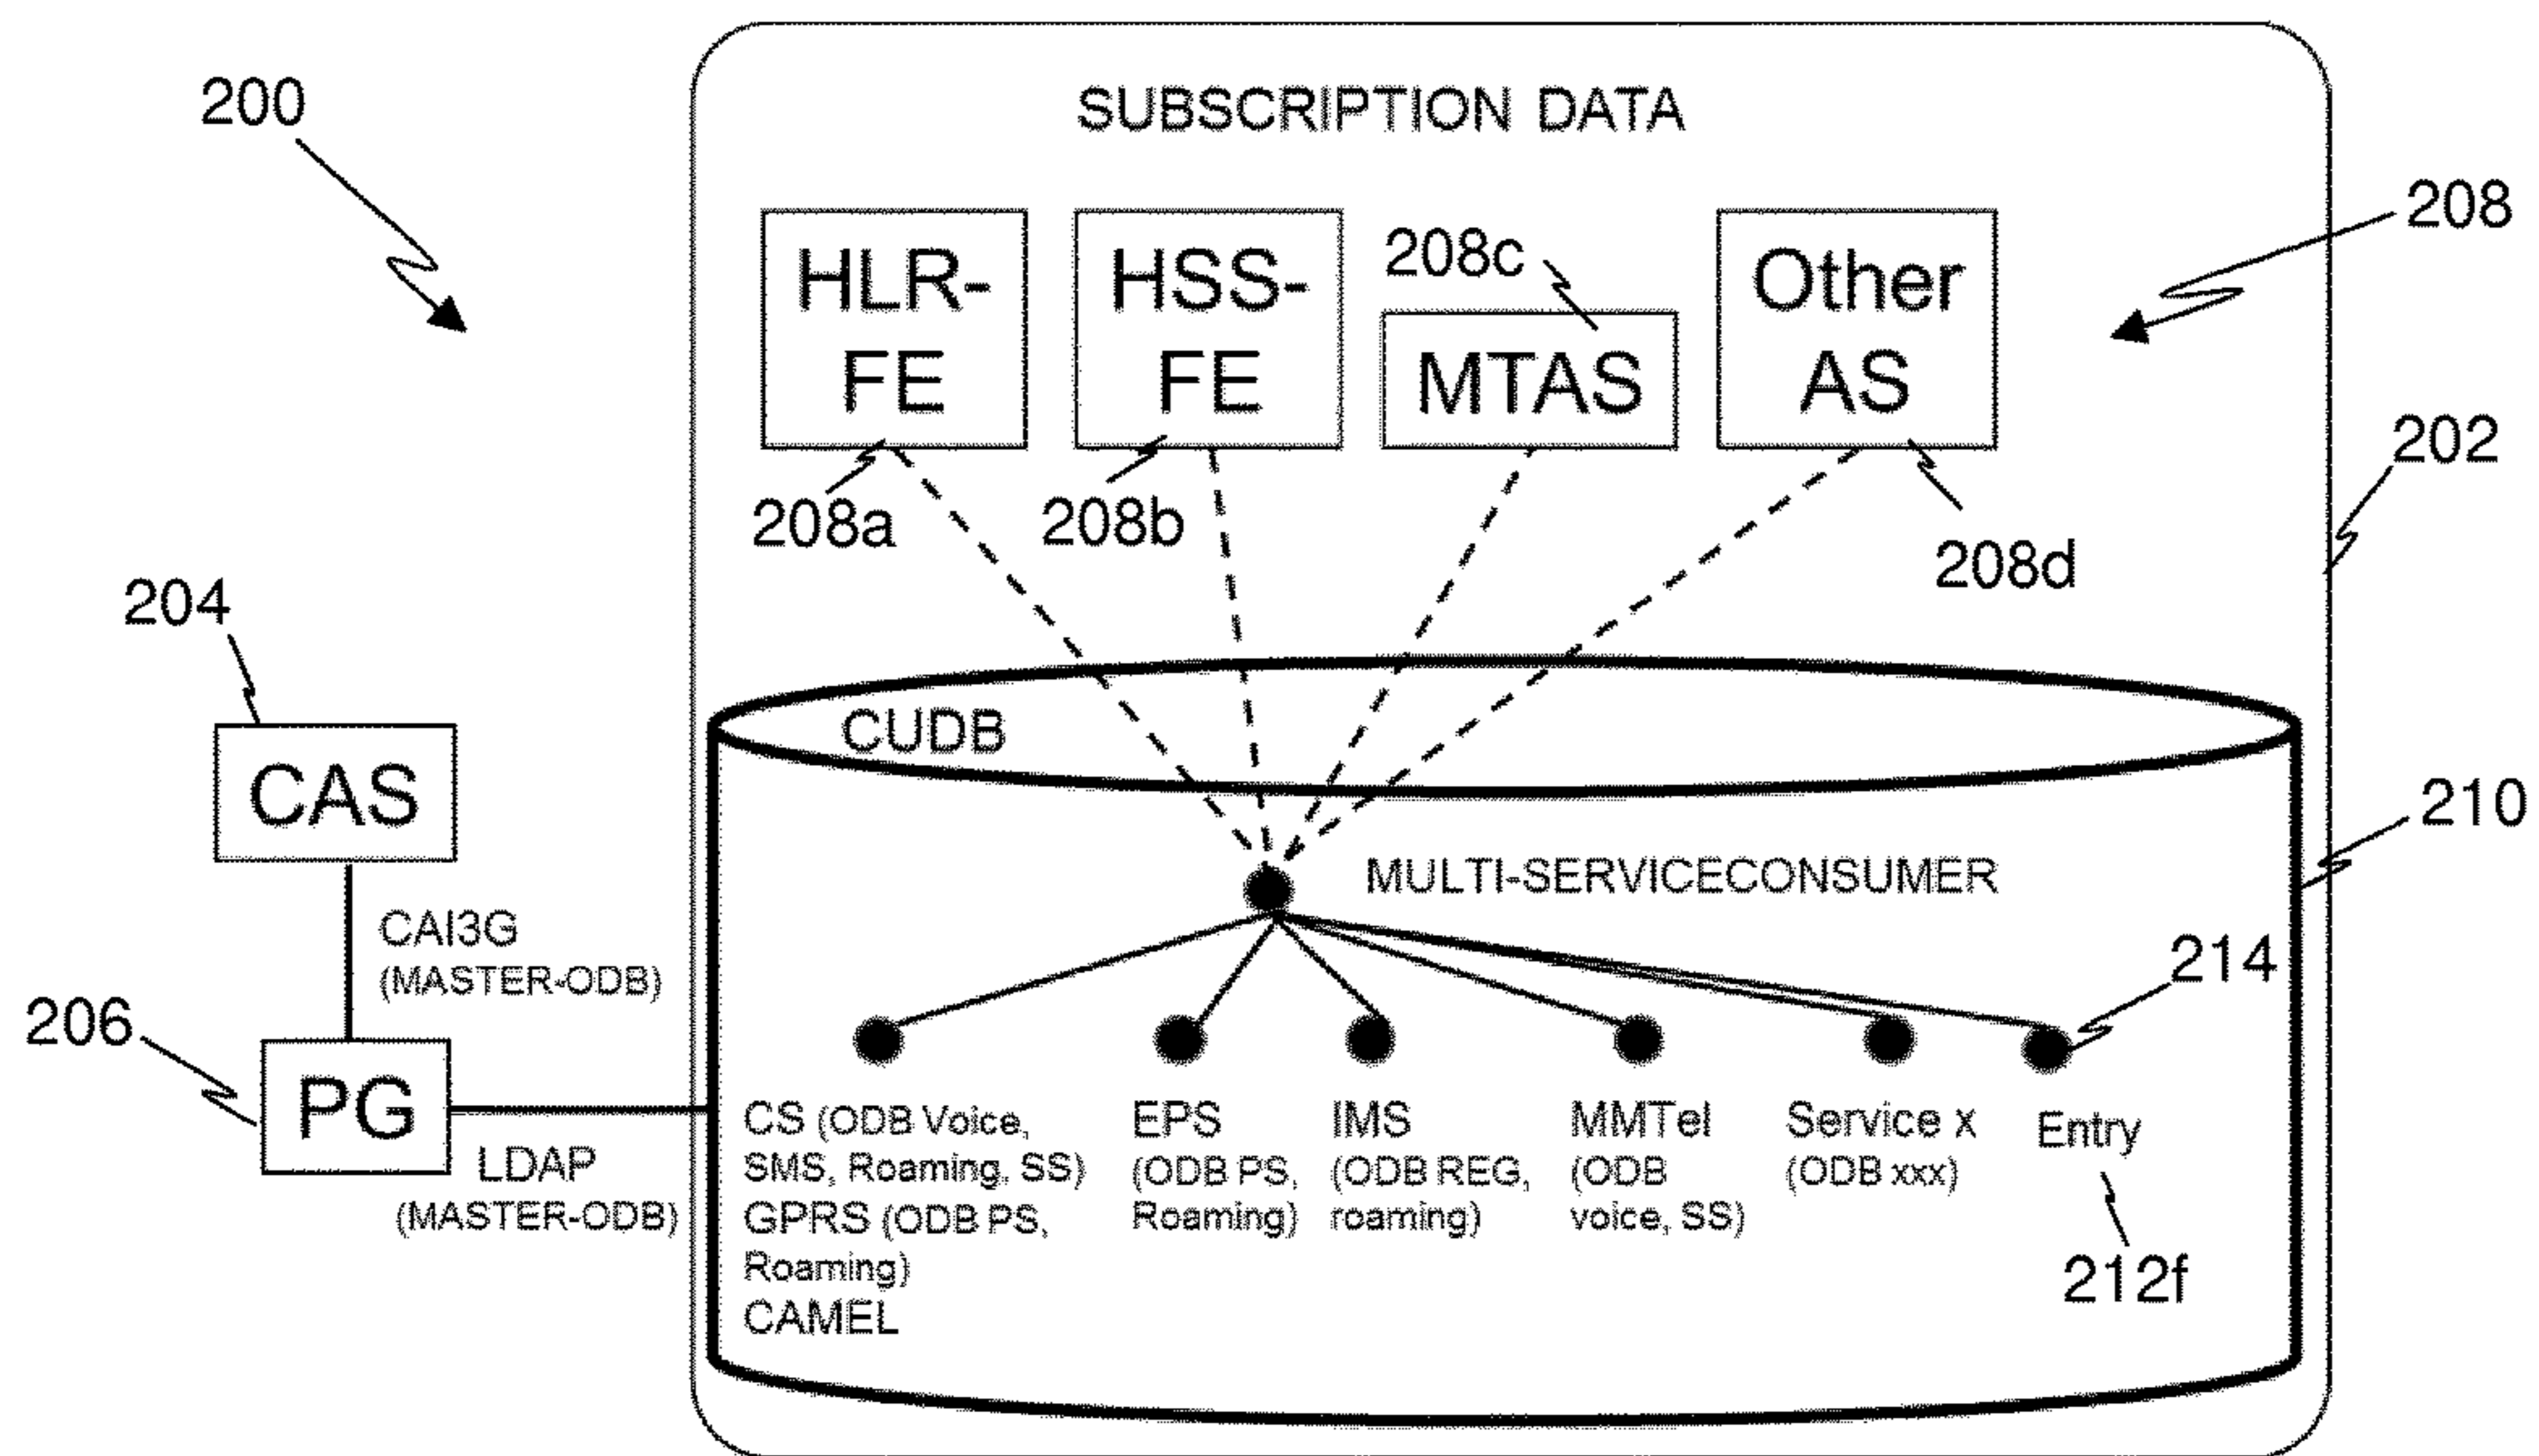 200
SUBSCRIPTION DATA
208
HLR-
FE
HSS-
FE
208c
MTAS
Other
AS
202
208a
208b
208d
204
CUDB
CAS
210
MULTI-SERVICECONSUMER
CAI3G
(MASTER-ODB)
214
206
PG
LDAP
(MASTER-ODB)
CS (ODB Voice,
SMS, Roaming, SS)
GPRS (ODB PS,
Roaming)
CAMEL
EPS
(ODB PS,
Roaming)
IMS
(ODB REG,
roaming)
MMTel
(ODB
voice, SS)
Service x
(ODB xxx)
Entry
212f